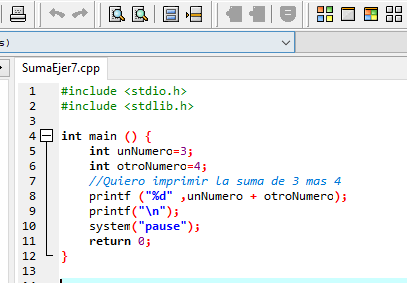 s)
SumaEjer7.cpp
1 #include <stdio.h>
2 #include <stdlib.h>
3
4 int main () {
5 int unNumero=3;
6 int otroNumero=4;
7 //Quiero imprimir la suma de 3 mas 4
8 printf ("%d" ,unNumero + otroNumero);
9 printf("\n");
10 system("pause");
11 return 0;
12 }
13